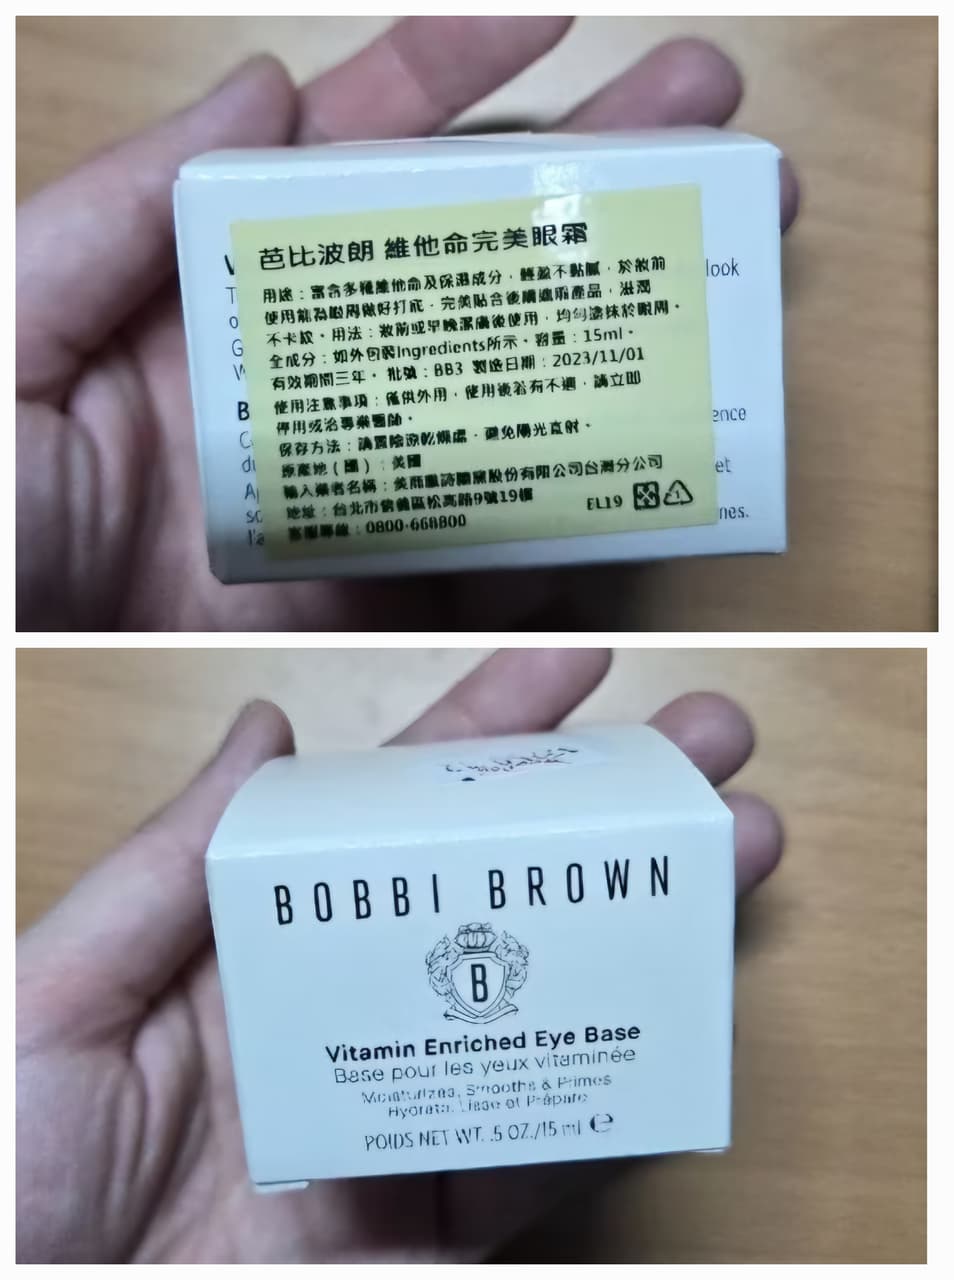 芭比波朗 維他命完美眼霜
用途：富含多種維他命及保濕成分，輕盈不黏膩，於妝前
使用能為眼周做好打底，完美貼合後續遮瑕產品，滋潤
不卡紋。用法：妝前或早晚潔膚後使用，均勻塗抹於眼周。
全成分：如外包裝Ingredients所示。容量：15ml。
有效期間三年。批號：BB3 製造日期：2023/11/01
使用注意事項：僅供外用，使用後若有不適，請立即
停用或洽專業醫師。
保存方法：請置陰涼乾燥處，避免陽光直射。
原產地（國）：美國
輸入業者名稱：美商 股份有限公司台灣分公司
地址：台北市信義區松高路9號19樓
EL19
客服專線：0800-668800
look
ence
et
nes.
BOBBI BROWN
B
Vitamin Enriched Eye Base
Base pour les yeux vitaminée
Moisturizes, Smooths & Primes
Hydrate, Lisse et Prépare
POIDS NET WT. .5 OZ./15 ml e